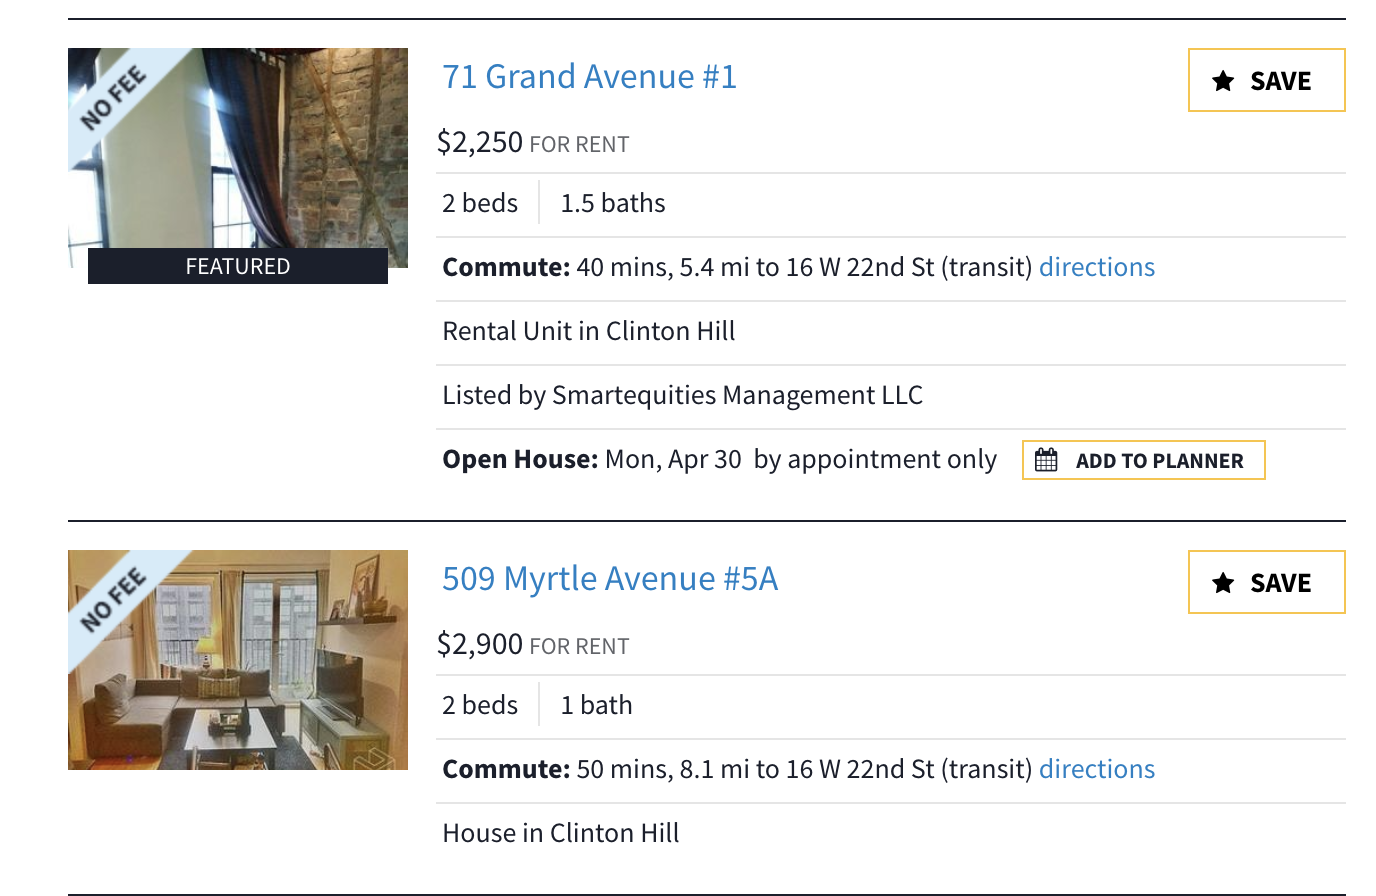 NO FEE
FEATURED
71 Grand Avenue #1
SAVE
$2,250 FOR RENT
2 beds 1.5 baths
Commute: 40 mins, 5.4 mi to 16 W 22nd St (transit) directions
Rental Unit in Clinton Hill
Listed by Smartequities Management LLC
Open House: Mon, Apr 30 by appointment only ADD TO PLANNER
NO FEE
509 Myrtle Avenue #5A
SAVE
$2,900 FOR RENT
2 beds 1 bath
Commute: 50 mins, 8.1 mi to 16 W 22nd St (transit) directions
House in Clinton Hill